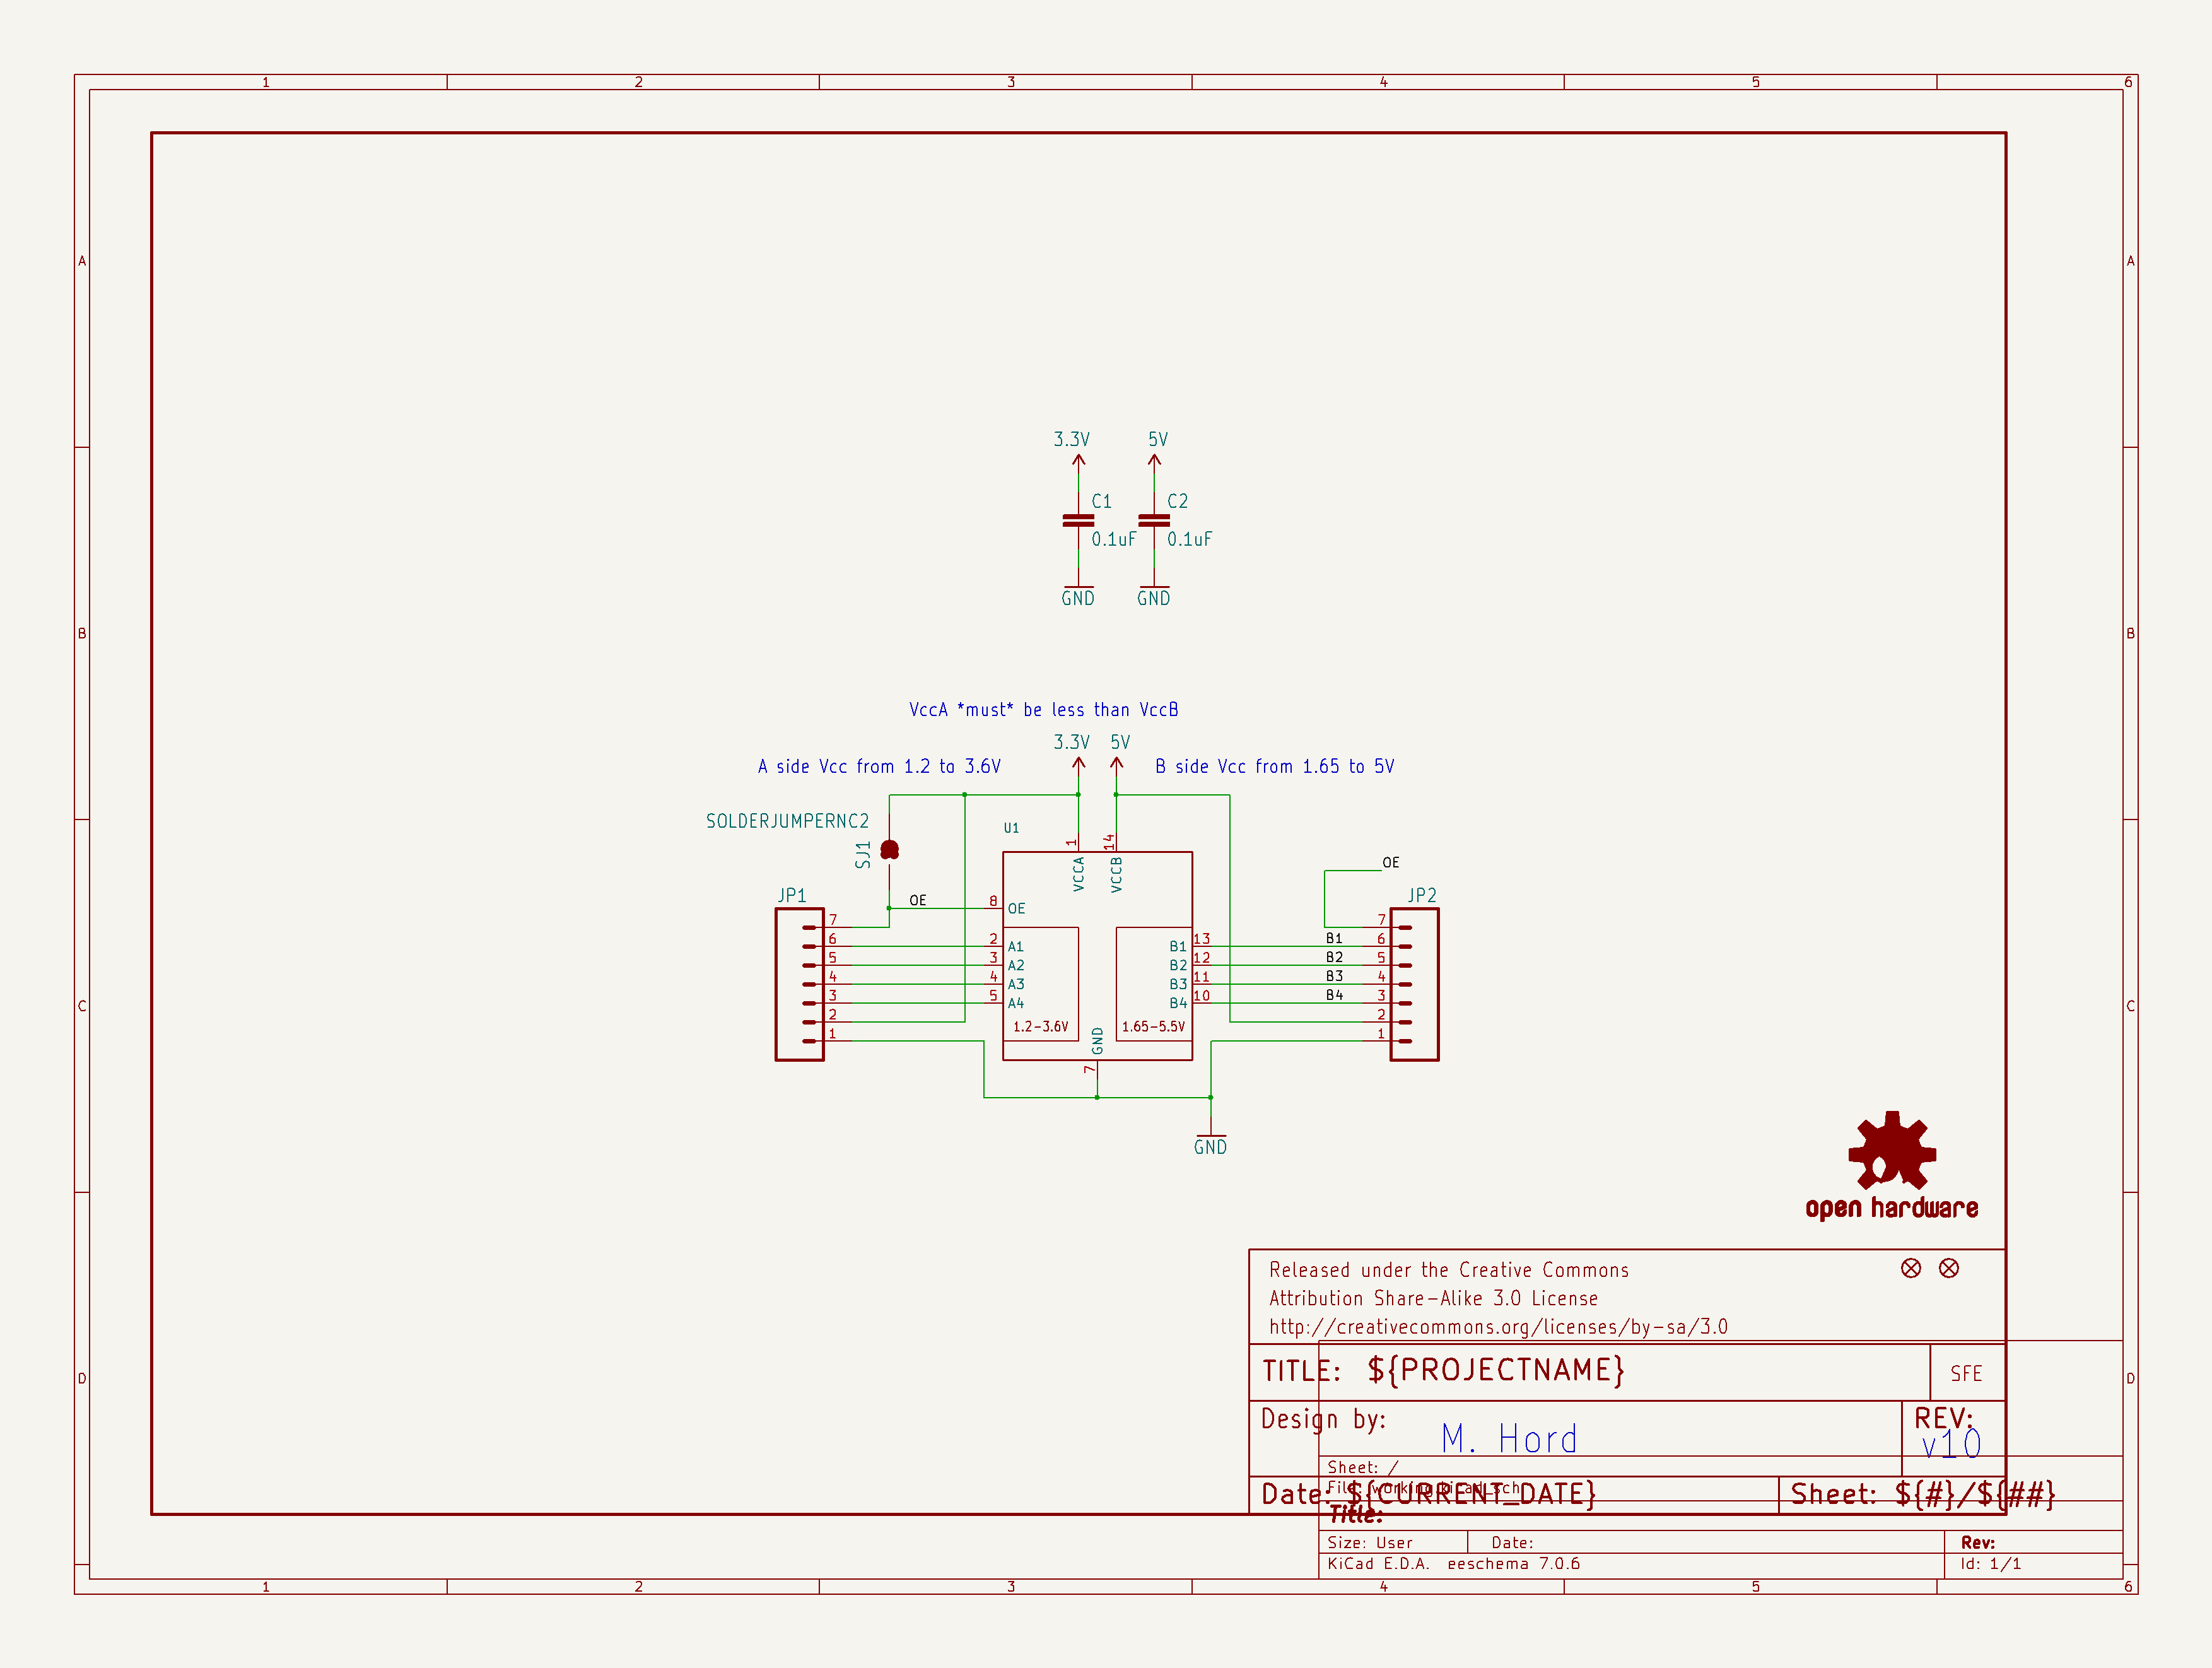 1 2 3 4 5 6
A A
3.3V 5V
C1 C2
0.1uF 0.1uF
GND GND
B B
VccA *must* be less than VccB
3.3V 5V
A side Vcc from 1.2 to 3.6V B side Vcc from 1.65 to 5V
SOLDERJUMPERNC2
SJ1
U1
1 14
VCCA VCCB
OE
JP1 JP2
OE 8 OE
7 7
6 2 A1 B1 13 B1 6
5 3 A2 B2 12 B2 5
4 4 A3 B3 11 B3 4
3 5 A4 B4 10 B4 3
C C
2 2
1.2-3.6V 1.65-5.5V
1 GND 1
7
GND
open hardware
Released under the Creative Commons
Attribution Share-Alike 3.0 License
http://creativecommons.org/licenses/by-sa/3.0
TITLE: ${PROJECTNAME} SFE
D D
Design by: M. Hord
REV: v10
Sheet: /
File: working.kicad_sch
Date: ${CURRENT_DATE} Sheet: ${#}/${##}
Title:
Size: User Date: Rev:
KiCad E.D.A. eeschema 7.0.6 Id: 1/1
1 2 3 4 5 6